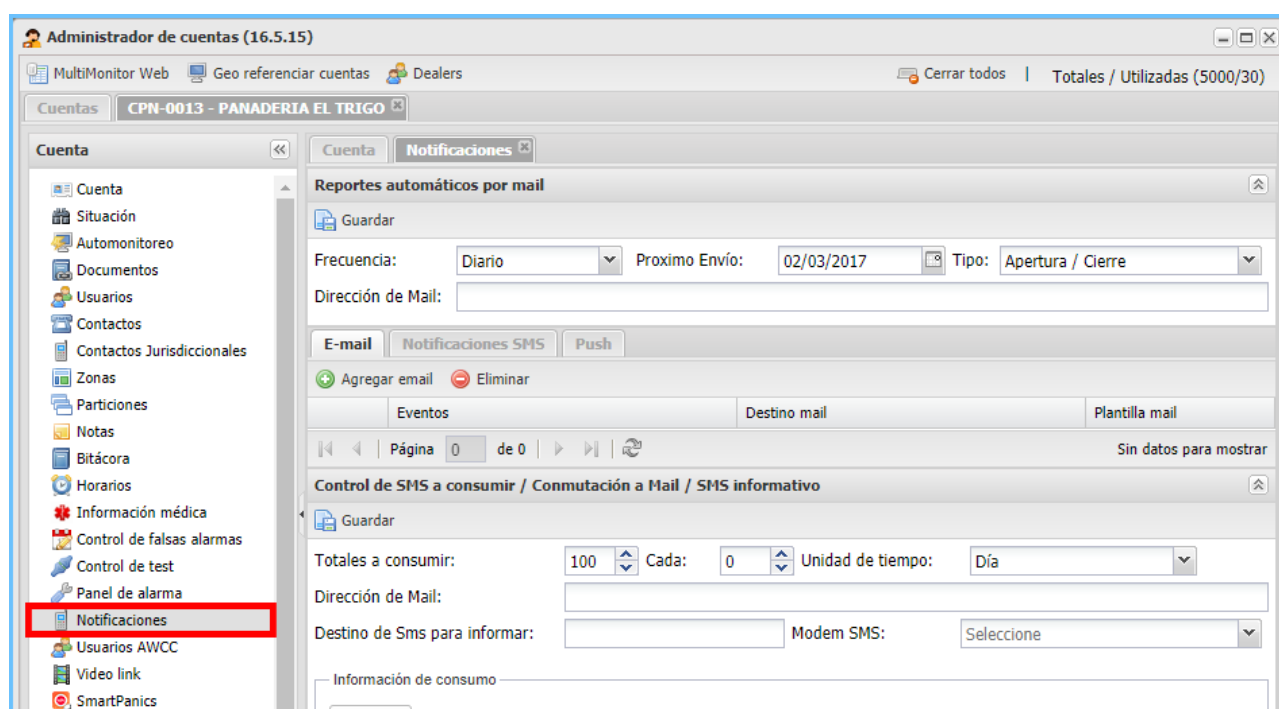 Administrador de cuentas (16.5.15)
MultiMonitor Web Geo referenciar cuentas Dealers Cerrar todos | Totales / Utilizadas (5000/30)
Cuentas CPN-0013 - PANADERIA EL TRIGO
Cuenta
Cuenta
Situación
Automonitoreo
Documentos
Usuarios
Contactos
Contactos Jurisdiccionales
Zonas
Particiones
Notas
Bitácora
Horarios
Información médica
Control de falsas alarmas
Control de test
Panel de alarma
Notificaciones
Usuarios AWCC
Video link
SmartPanics
Cuenta Notificaciones
Reportes automáticos por mail
Guardar
Frecuencia: Diario Proximo Envío: 02/03/2017 Tipo: Apertura / Cierre
Dirección de Mail:
E-mail Notificaciones SMS Push
Agregar email Eliminar
Eventos Destino mail Plantilla mail
Página 0 de 0 Sin datos para mostrar
Control de SMS a consumir / Conmutación a Mail / SMS informativo
Guardar
Totales a consumir: 100 Cada: 0 Unidad de tiempo: Día
Dirección de Mail:
Destino de Sms para informar: Modem SMS: Seleccione
Información de consumo